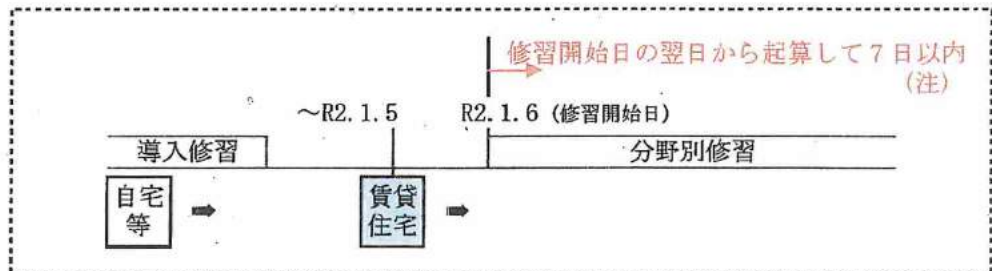 修習開始日の翌日から起算して7日以内
(注)
~R2.1.5
R2.1.6(修習開始日)
導入修習
分野別修習
自宅
等
➡
賃貸
住宅
➡